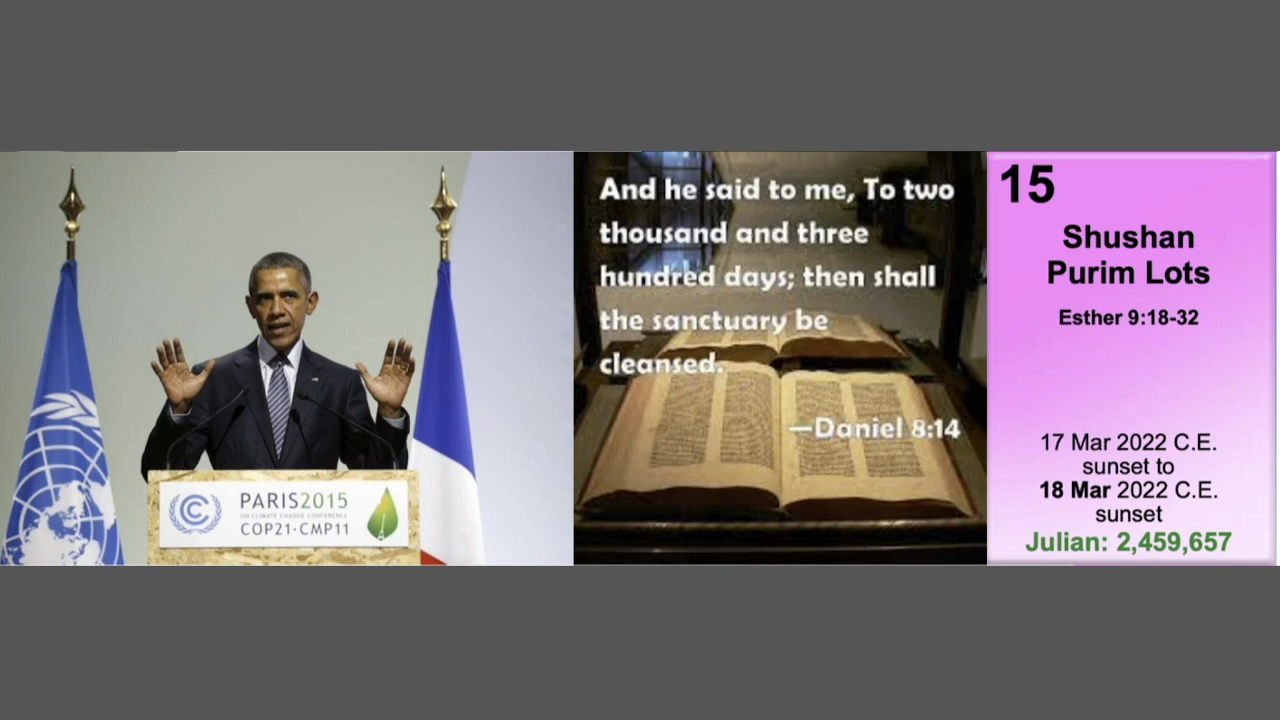 PARIS2015
UN CLIMATE CHANGE CONFERENCE
COP21·CMP11
And he said to me, To two
thousand and three
hundred days; then shall
the sanctuary be
cleansed.
—Daniel 8:14
15
Shushan
Purim Lots
Esther 9:18-32
17 Mar 2022 C.E.
sunset to
18 Mar 2022 C.E.
sunset
Julian: 2,459,657